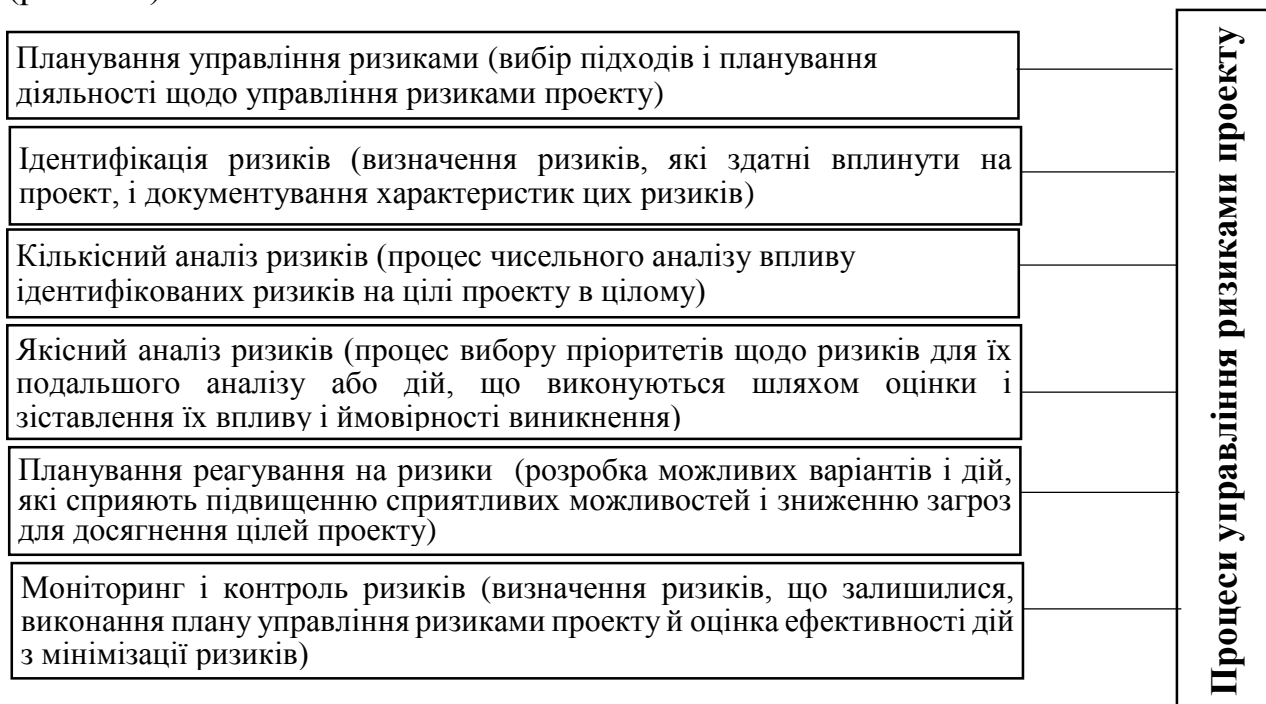 Планування управління ризиками (вибір підходів і планування
діяльності щодо управління ризиками проекту)
Ідентифікація ризиків (визначення ризиків, які здатні вплинути на
проект, і документування характеристик цих ризиків)
Кількісний аналіз ризиків (процес чисельного аналізу впливу
ідентифікованих ризиків на цілі проекту в цілому)
Якісний аналіз ризиків (процес вибору пріоритетів щодо ризиків для їх
подальшого аналізу або дій, що виконуються шляхом оцінки і
зіставлення їх впливу і ймовірності виникнення)
Планування реагування на ризики (розробка можливих варіантів і дій,
які сприяють підвищенню сприятливих можливостей і зниженню загроз
для досягнення цілей проекту)
Моніторинг і контроль ризиків (визначення ризиків, що залишилися,
виконання плану управління ризиками проекту й оцінка ефективності дій
з мінімізації ризиків)
Процеси управління ризиками проекту